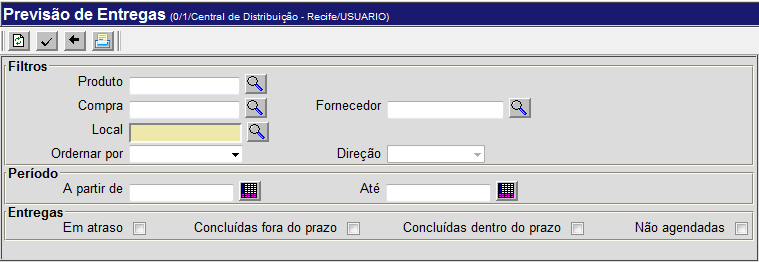 Previsão de Entregas (0/1/Central de Distribuição - Recife/USUARIO)
Filtros
Produto
Compra Fornecedor
Local
Ordernar por Direção
Período
A partir de Até
Entregas
Em atraso Concluídas fora do prazo Concluídas dentro do prazo Não agendadas